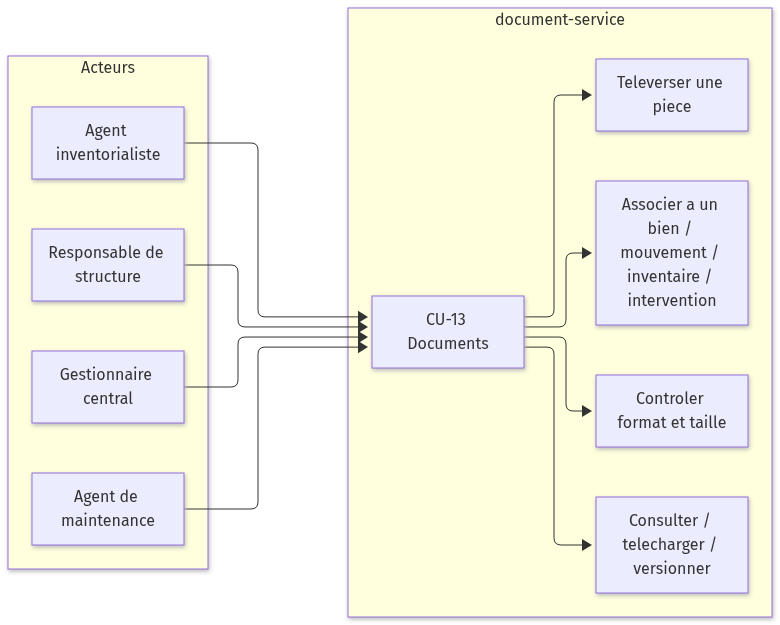 Acteurs
Agent
inventorialiste
Responsable de
structure
Gestionnaire
central
Agent de
maintenance
document-service
CU-13
Documents
Televerser une
piece
Associer a un
bien /
mouvement /
inventaire /
intervention
Controler
format et taille
Consulter /
telecharger /
versionner